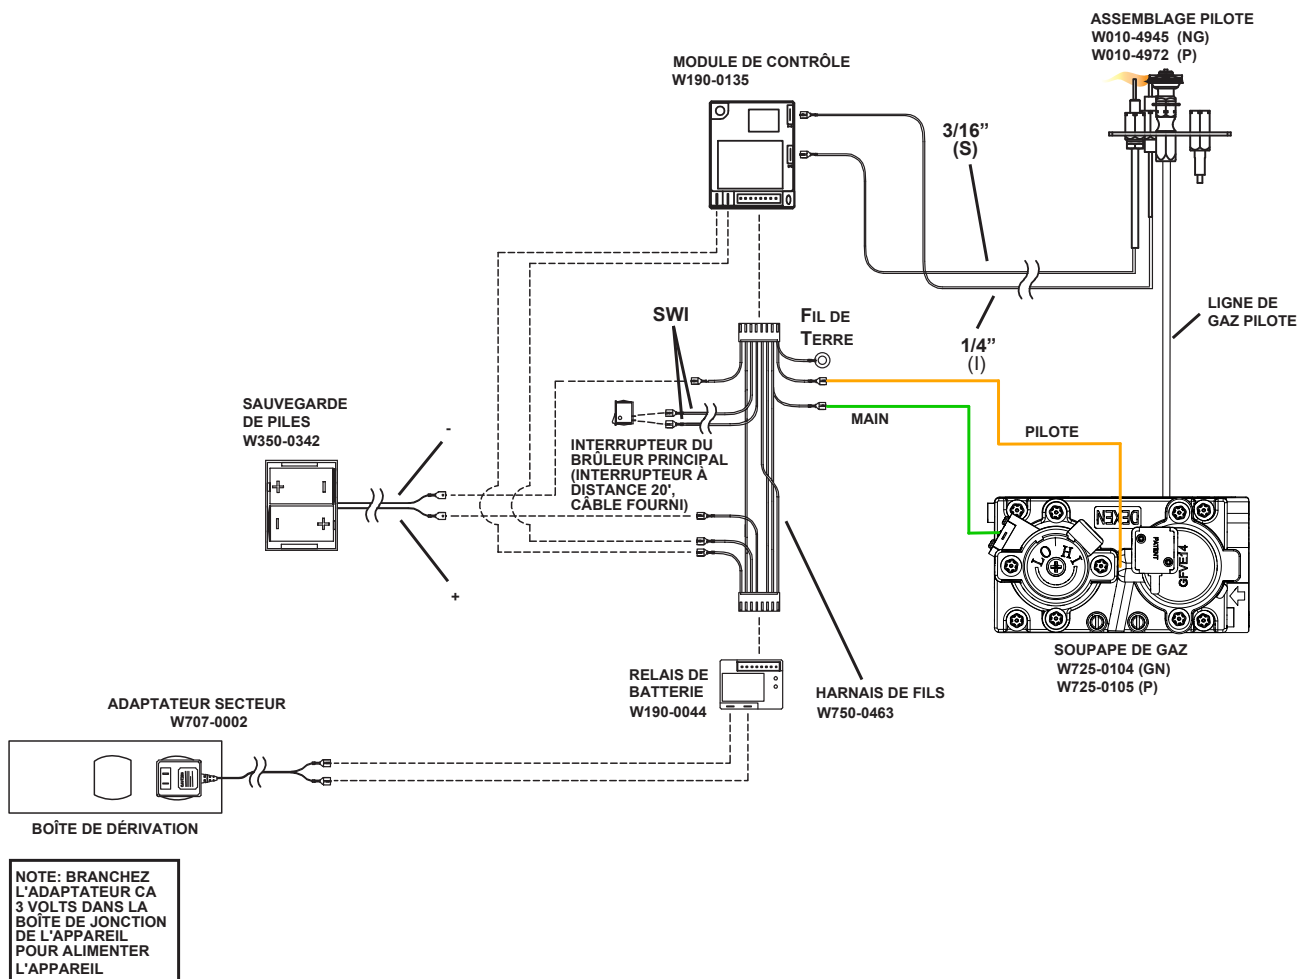 ASSEMBLAGE PILOTE
W010-4945 (NG)
W010-4972 (P)
MODULE DE CONTRÔLE
W190-0135
3/16”
(S)
LIGNE DE
GAZ PILOTE
SWI
FIL DE
TERRE
1/4”
(I)
SAUVEGARDE
DE PILES
W350-0342
MAIN
PILOTE
-
INTERRUPTEUR DU
BRÛLEUR PRINCIPAL
(INTERRUPTEUR À
DISTANCE 20',
CÂBLE FOURNI)
+ -
- +
DEXEN
LO HI
PATENT
GFVE14
+
SOUPAPE DE GAZ
W725-0104 (GN)
W725-0105 (P)
RELAIS DE
BATTERIE
W190-0044
HARNAIS DE FILS
W750-0463
ADAPTATEUR SECTEUR
W707-0002
BOÎTE DE DÉRIVATION
NOTE: BRANCHEZ
L'ADAPTATEUR CA
3 VOLTS DANS LA
BOÎTE DE JONCTION
DE L'APPAREIL
POUR ALIMENTER
L'APPAREIL